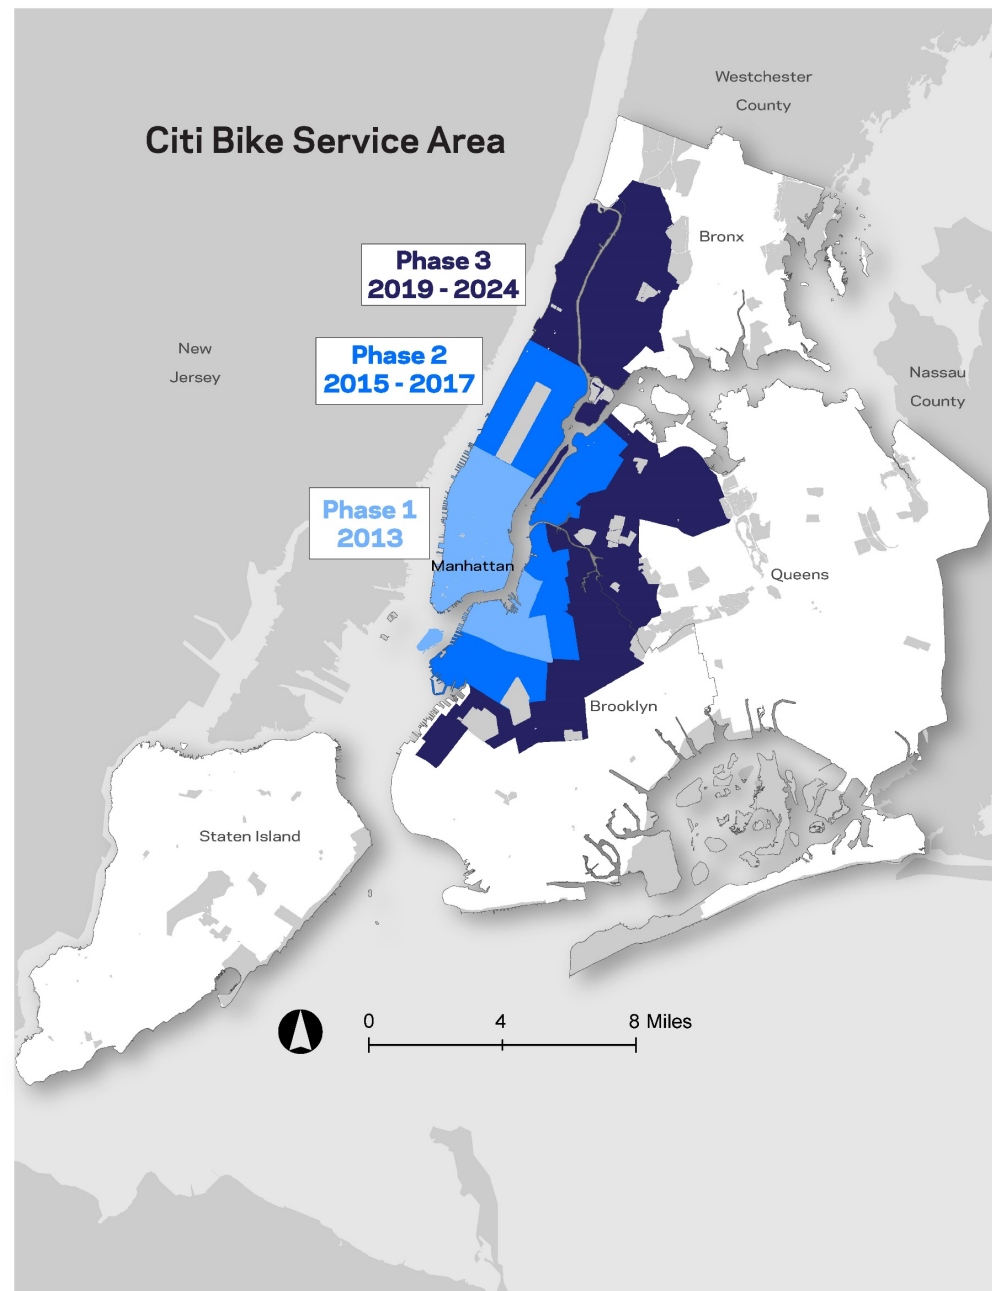 Citi Bike Service Area
Westchester
County
Bronx
Phase 3
2019 - 2024
New
Jersey
Phase 2
2015 - 2017
Nassau
County
Phase 1
2013
Manhattan
Queens
Brooklyn
Staten Island
0 4 8 Miles